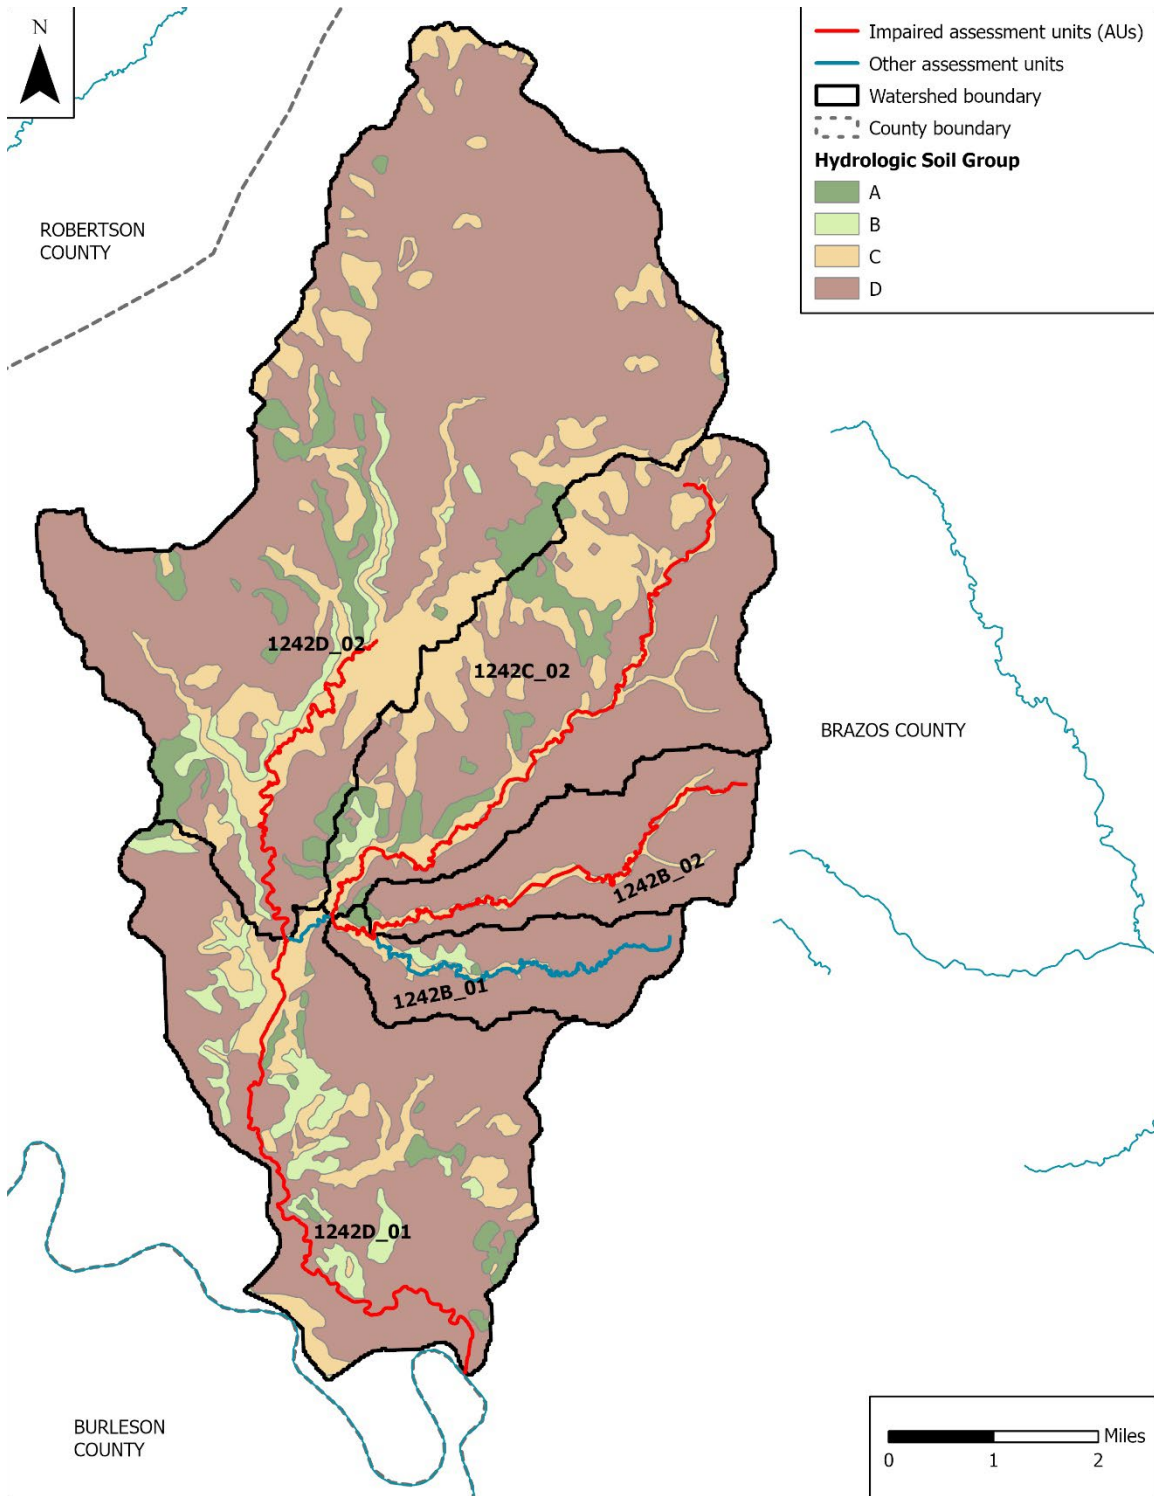 N
Impaired assessment units (AUs)
Other assessment units
Watershed boundary
County boundary
Hydrologic Soil Group
A
B
C
D
ROBERTSON
COUNTY
1242D_02
1242C_02
BRAZOS COUNTY
1242B_02
1242B_01
1242D_01
BURLESON
COUNTY
Miles
0 1 2